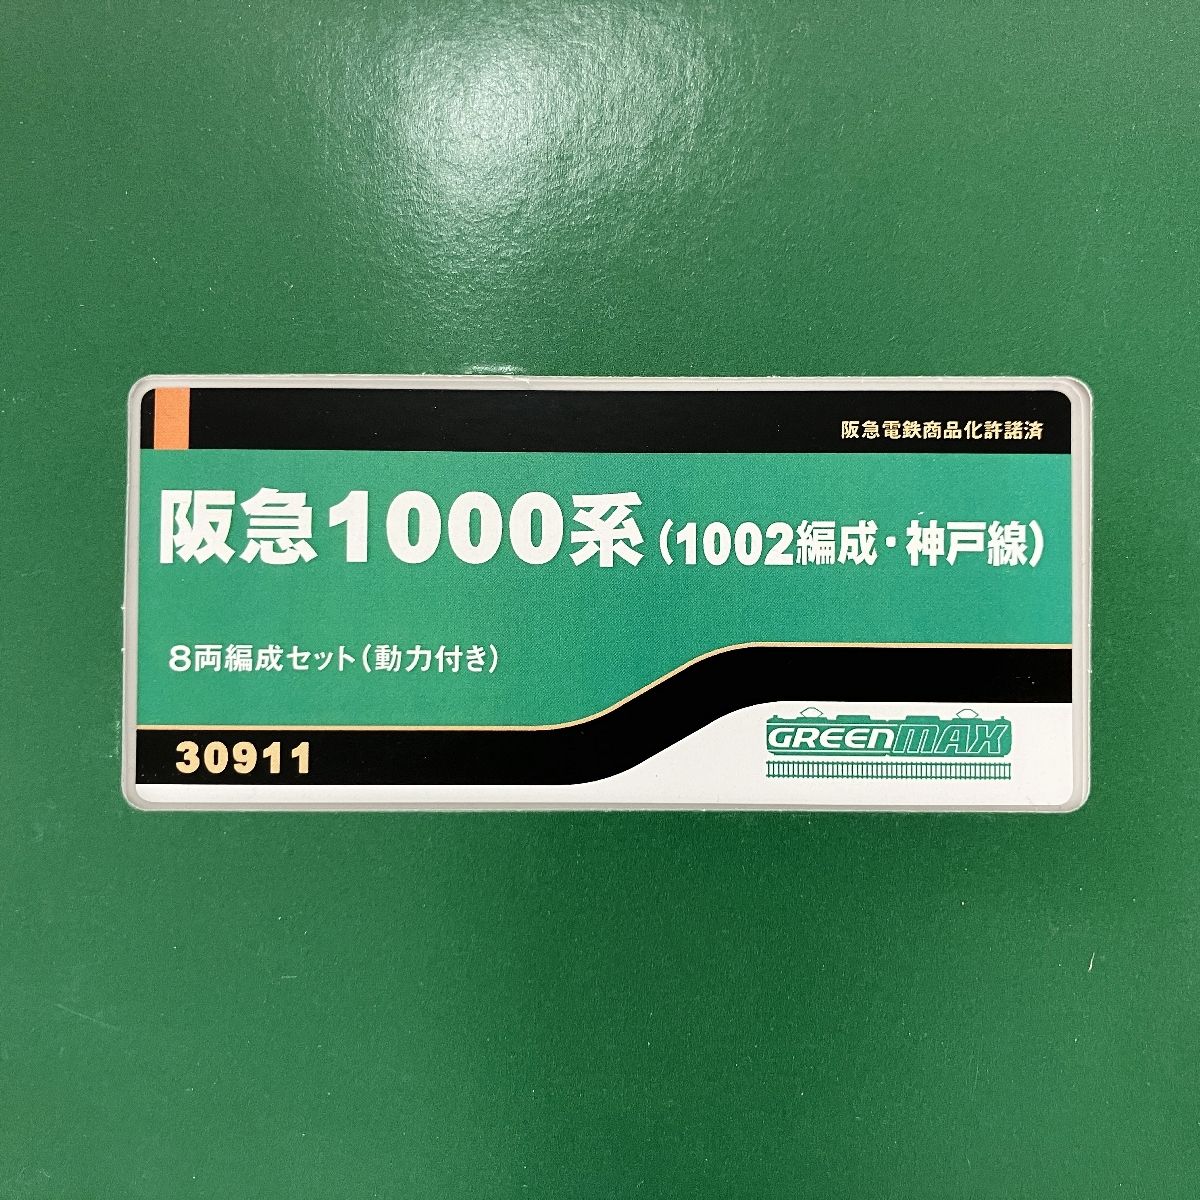 阪急電鉄商品化許諾済
阪急1000系(1002編成・神戸線)
8両編成セット(動力付き)
30911
GREENMAX